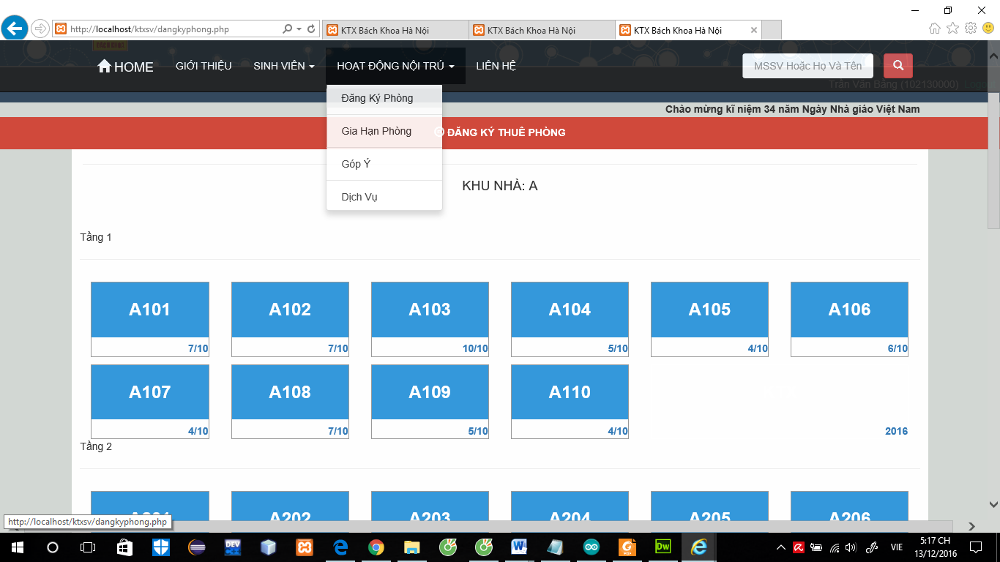 http://localhost/ktxsv/dangkyphong.php
KTX Bách Khoa Hà Nội
KTX Bách Khoa Hà Nội
KTX Bách Khoa Hà Nội
BÁCH KHOA
HOME
GIỚI THIỆU
SINH VIÊN
HOẠT ĐỘNG NỘI TRÚ
LIÊN HỆ
MSSV Hoặc Họ Và Tên
Trần Văn Bằng (102130000)
Đăng Ký Phòng
Gia Hạn Phòng
Góp Ý
Dịch Vụ
Chào mừng kĩ niệm 34 năm Ngày Nhà giáo Việt Nam
ĐĂNG KÝ THUÊ PHÒNG
KHU NHÀ: A
Tầng 1
A101 A102 A103 A104 A105 A106
7/10 7/10 10/10 5/10 4/10 6/10
A107 A108 A109 A110
4/10 7/10 5/10 4/10 2016
Tầng 2
A201 A202 A203 A204 A205 A206
http://localhost/ktxsv/dangkyphong.php
DEV
PDF
Dw
VIE
5:17 CH
13/12/2016